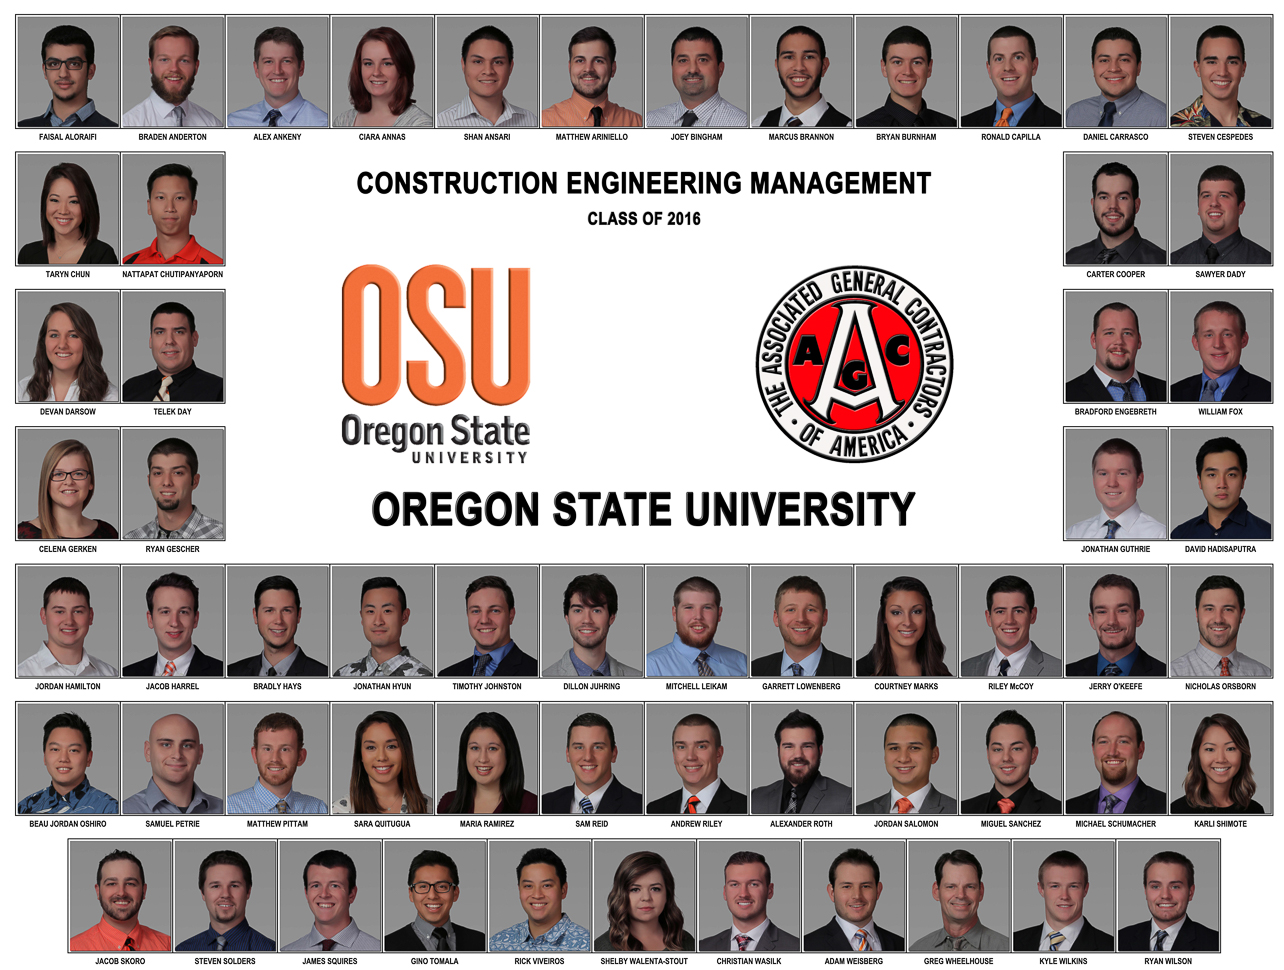 FAISAL ALORAIFI
BRADEN ANDERTON
ALEX ANKENY
CIARA ANNAS
SHAN ANSARI
MATTHEW ARINIELLO
JOEY BINGHAM
MARCUS BRANNON
BRYAN BURNHAM
RONALD CAPILLA
DANIEL CARRASCO
STEVEN CESPEDES
CONSTRUCTION ENGINEERING MANAGEMENT
CLASS OF 2016
TARYN CHUN
NATTAPAT CHUTIPANYAPORN
CARTER COOPER
SAWYER DADY
OSU
Oregon State
UNIVERSITY
THE ASSOCIATED GENERAL CONTRACTORS
OF AMERICA
A G C
DEVAN DARSOW
TELEK DAY
BRADFORD ENGEBRETH
WILLIAM FOX
OREGON STATE UNIVERSITY
CELENA GERKEN
RYAN GESCHER
JONATHAN GUTHRIE
DAVID HADISAPUTRA
JORDAN HAMILTON
JACOB HARREL
BRADLY HAYS
JONATHAN HYUN
TIMOTHY JOHNSTON
DILLON JUHRING
MITCHELL LEIKAM
GARRETT LOWENBERG
COURTNEY MARKS
RILEY McCOY
JERRY O'KEEFE
NICHOLAS ORSBORN
BEAU JORDAN OSHIRO
SAMUEL PETRIE
MATTHEW PITTAM
SARA QUITUGUA
MARIA RAMIREZ
SAM REID
ANDREW RILEY
ALEXANDER ROTH
JORDAN SALOMON
MIGUEL SANCHEZ
MICHAEL SCHUMACHER
KARLI SHIMOTE
JACOB SKORO
STEVEN SOLDERS
JAMES SQUIRES
GINO TOMALA
RICK VIVEIROS
SHELBY WALENTA-STOUT
CHRISTIAN WASILK
ADAM WEISBERG
GREG WHEELHOUSE
KYLE WILKINS
RYAN WILSON